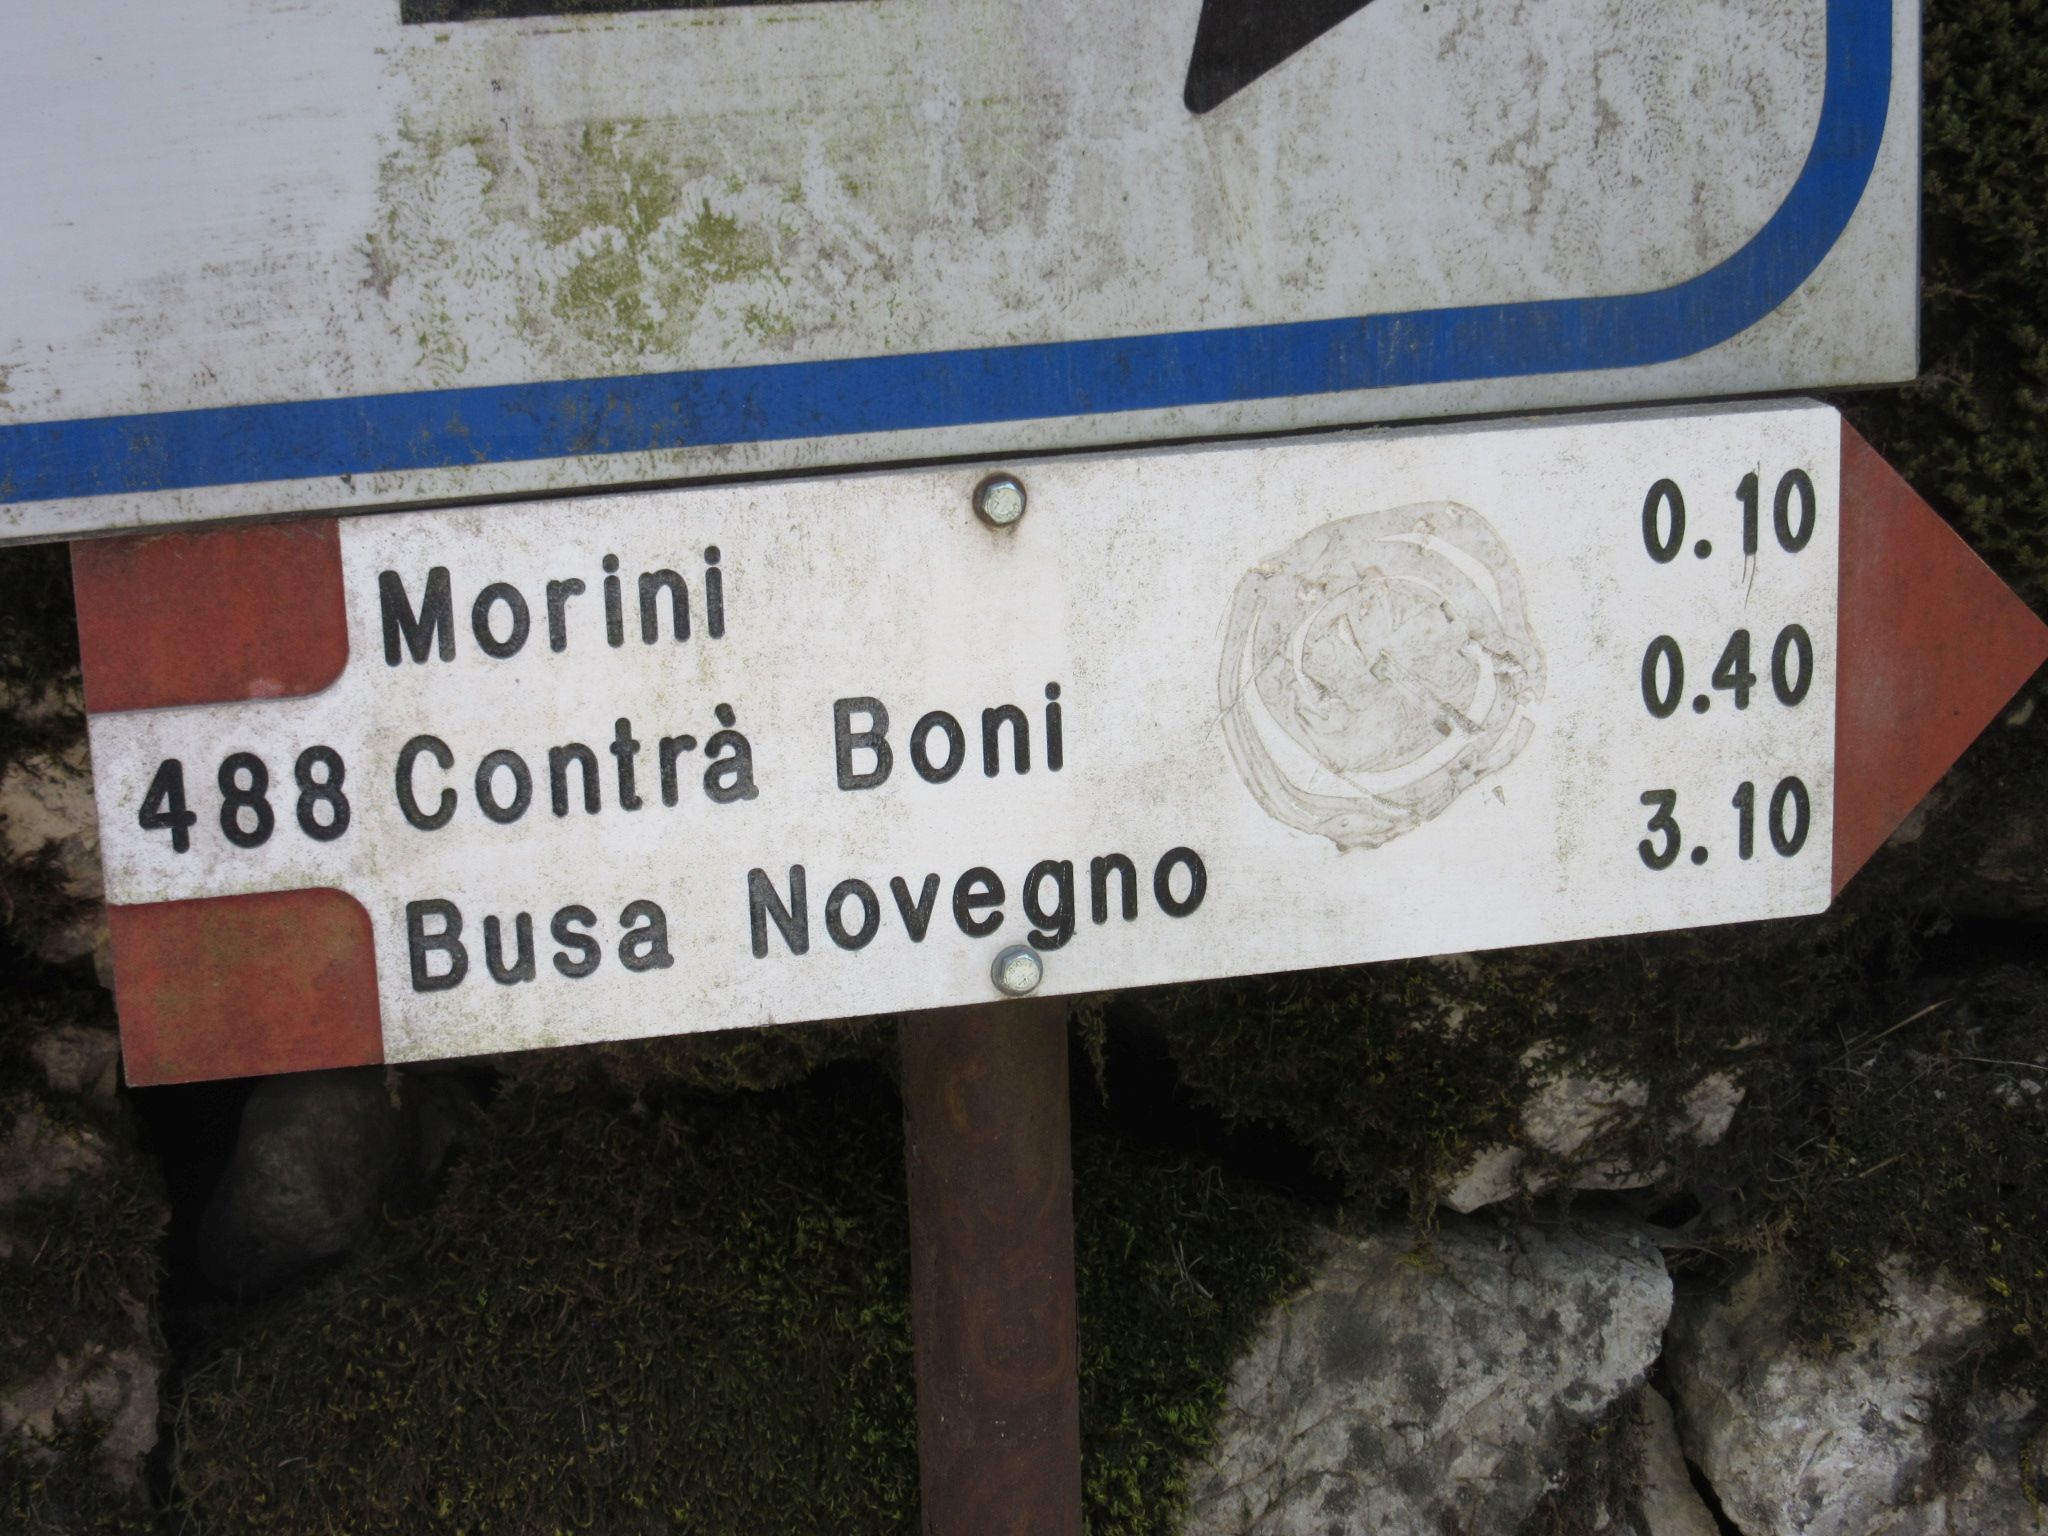 Morini 0.10
488 Contrà Boni 0.40
Busa Novegno 3.10